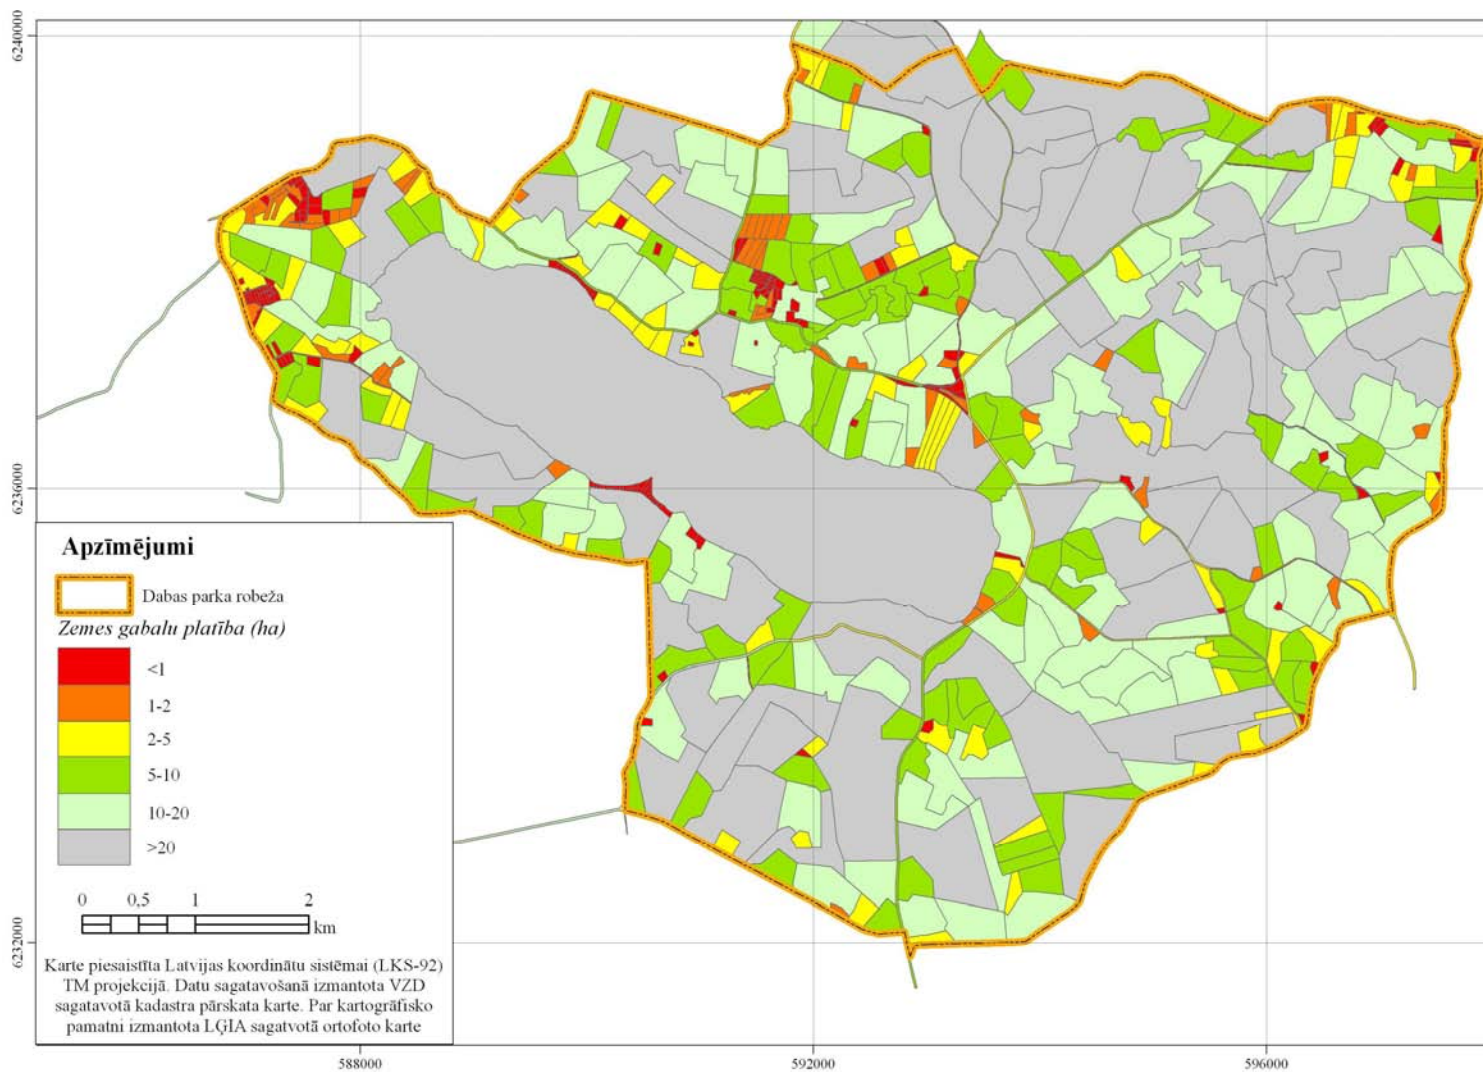 6240000
6236000
6232000
Apzīmējumi
Dabas parka robeža
Zemes gabalu platība (ha)
<1
1-2
2-5
5-10
10-20
>20
0 0,5 1 2
km
Karte piesaistīta Latvijas koordinātu sistēmai (LKS-92)
TM projekcijā. Datu sagatavošanā izmantota VZD
sagatavotā kadastra pārskata karte. Par kartogrāfisko
pamatni izmantota LĢIA sagatvotā ortofoto karte
588000 592000 596000